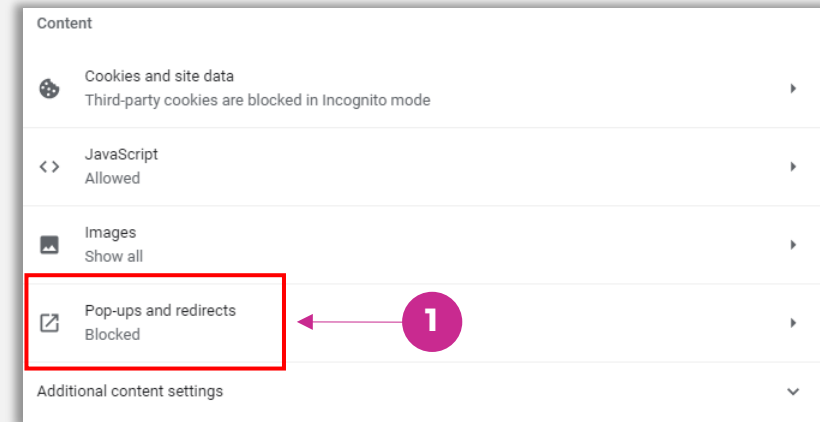 Content
Cookies and site data
Third-party cookies are blocked in Incognito mode
JavaScript
Allowed
Images
Show all
Pop-ups and redirects
Blocked
1
Additional content settings